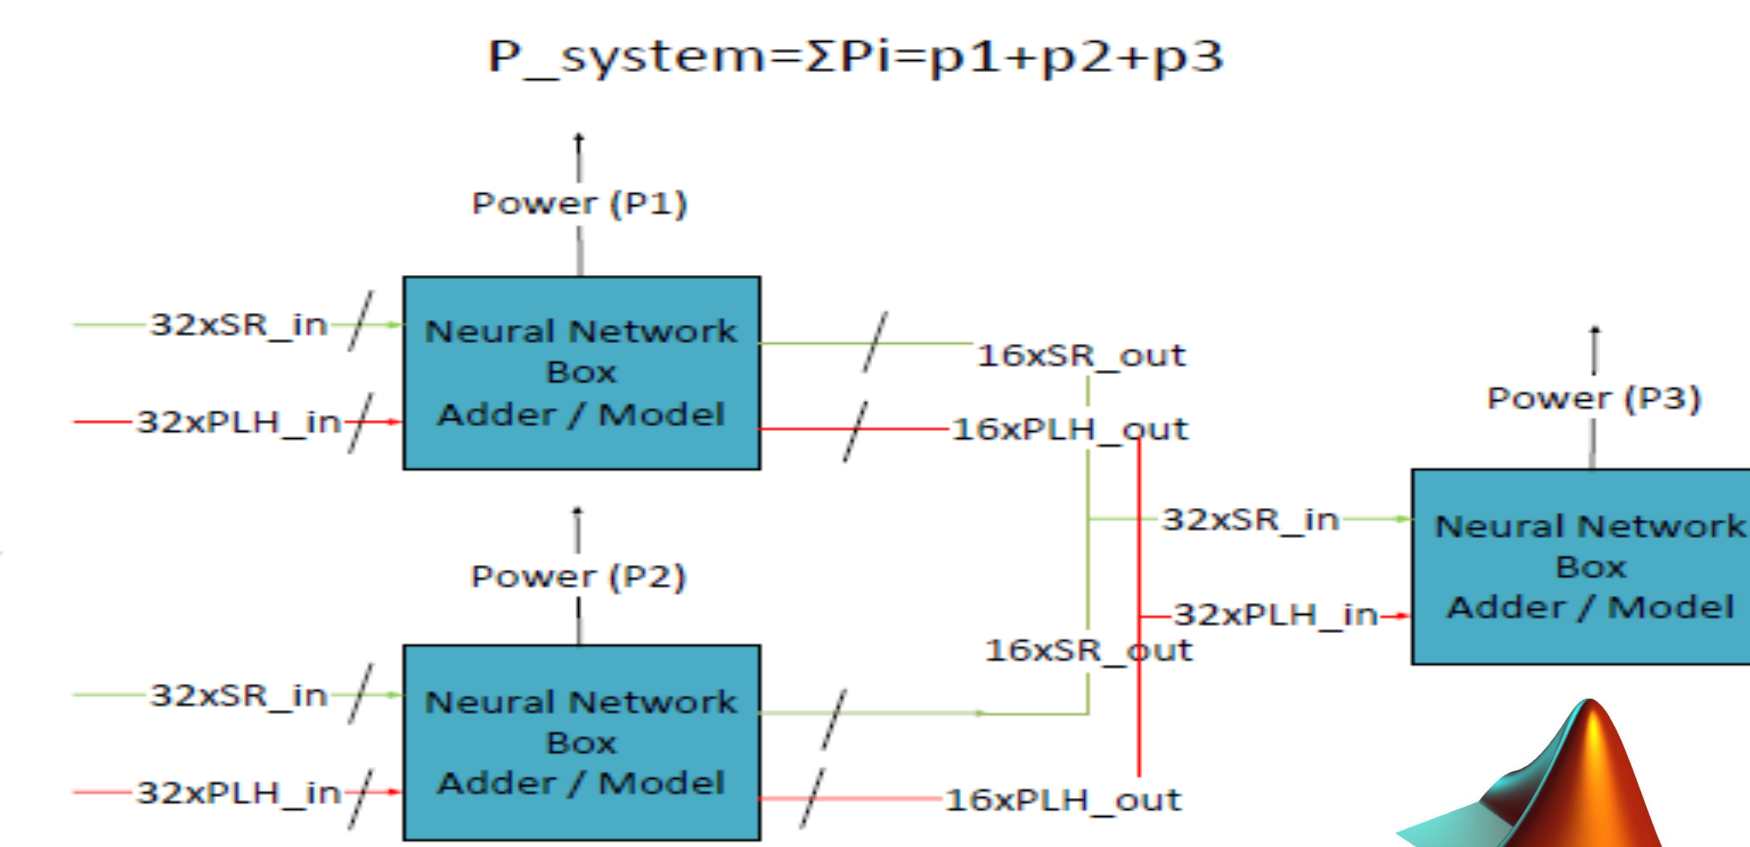 P_system=ΣPi=p1+p2+p3
Power (P1)
32xSR_in
32xPLH_in
Neural Network
Box
Adder / Model
16xSR_out
16xPLH_out
Power (P2)
32xSR_in
32xPLH_in
Neural Network
Box
Adder / Model
16xSR_out
16xPLH_out
Power (P3)
32xSR_in
32xPLH_in
Neural Network
Box
Adder / Model